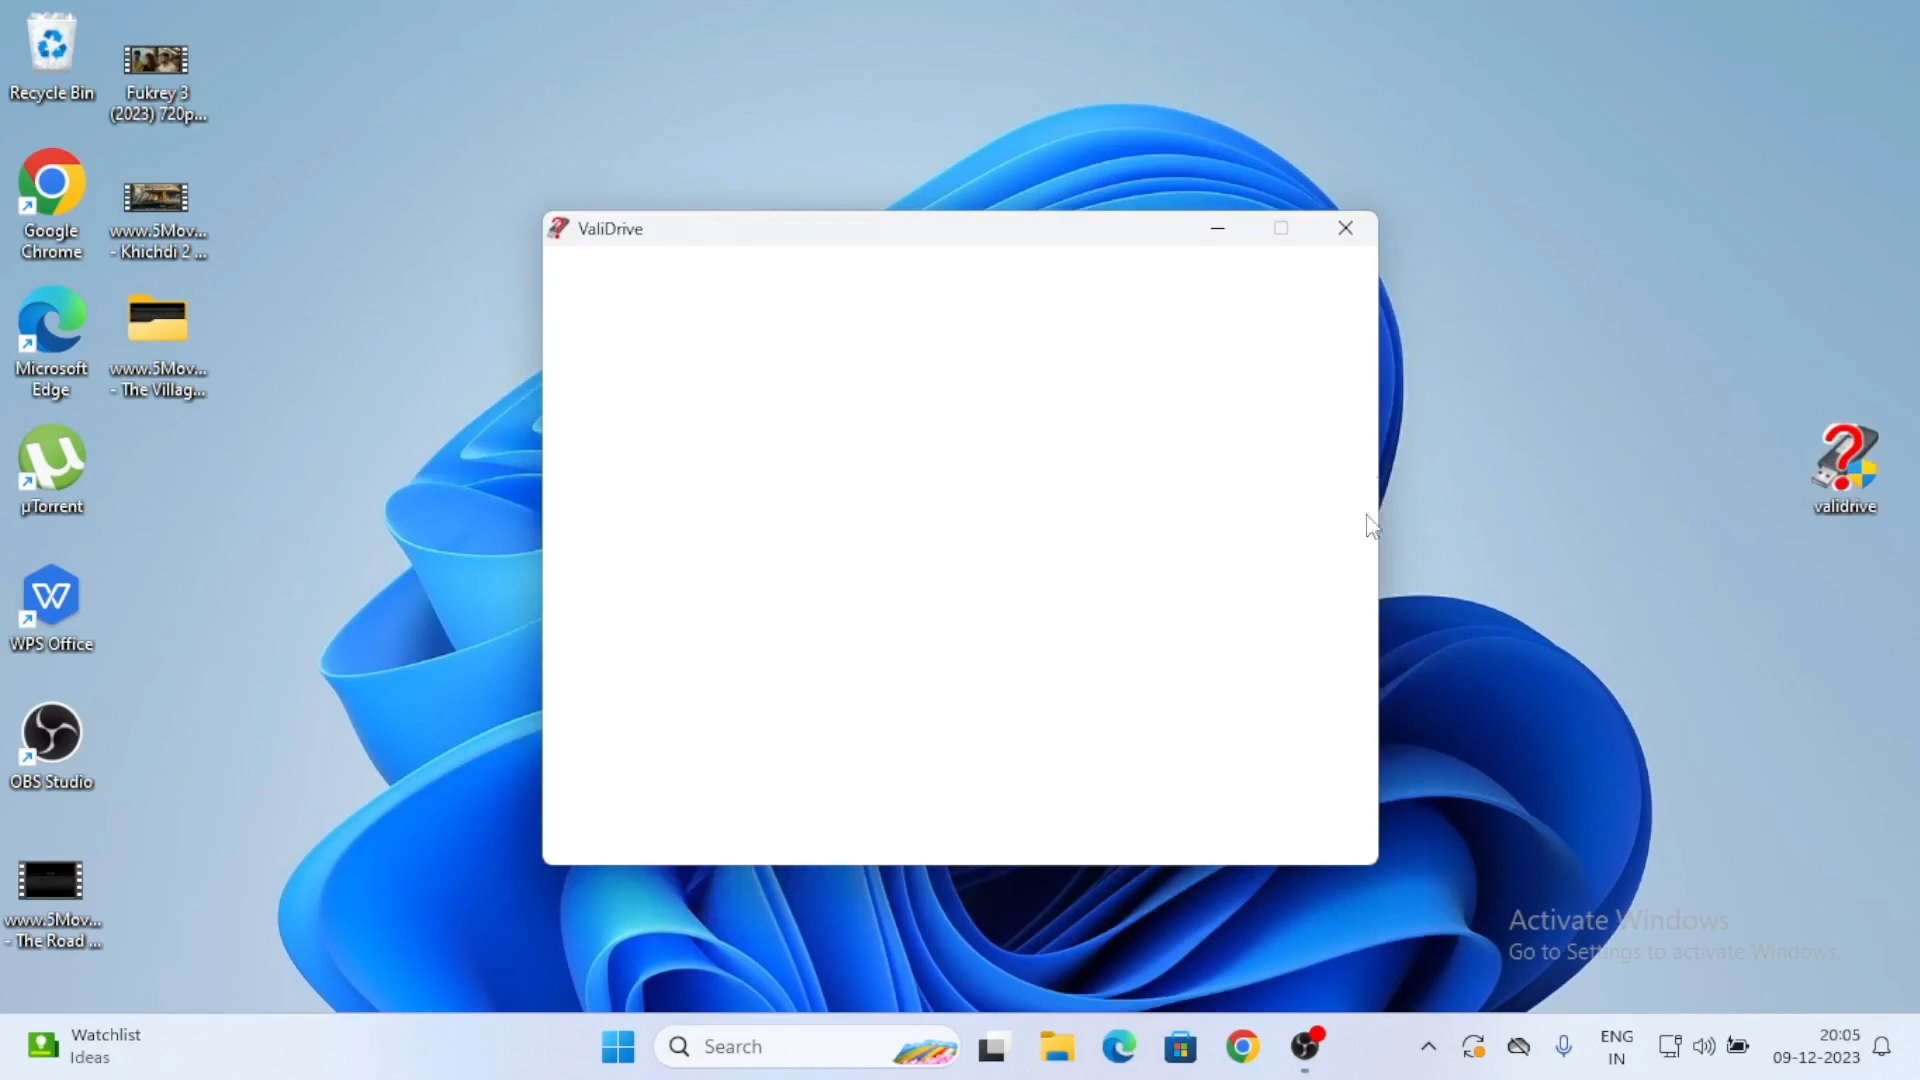 Recycle Bin
Fukrey 3
(2023) 720p...
Google
Chrome
www.5Mov...
- Khichdi 2 ...
Microsoft
Edge
www.5Mov...
- The Villag...
µTorrent
WPS Office
OBS Studio
www.5Mov...
- The Road ...
ValiDrive
validrive
Activate Windows
Go to Settings to activate Windows.
Watchlist
Ideas
Search
ENG
IN
20:05
09-12-2023